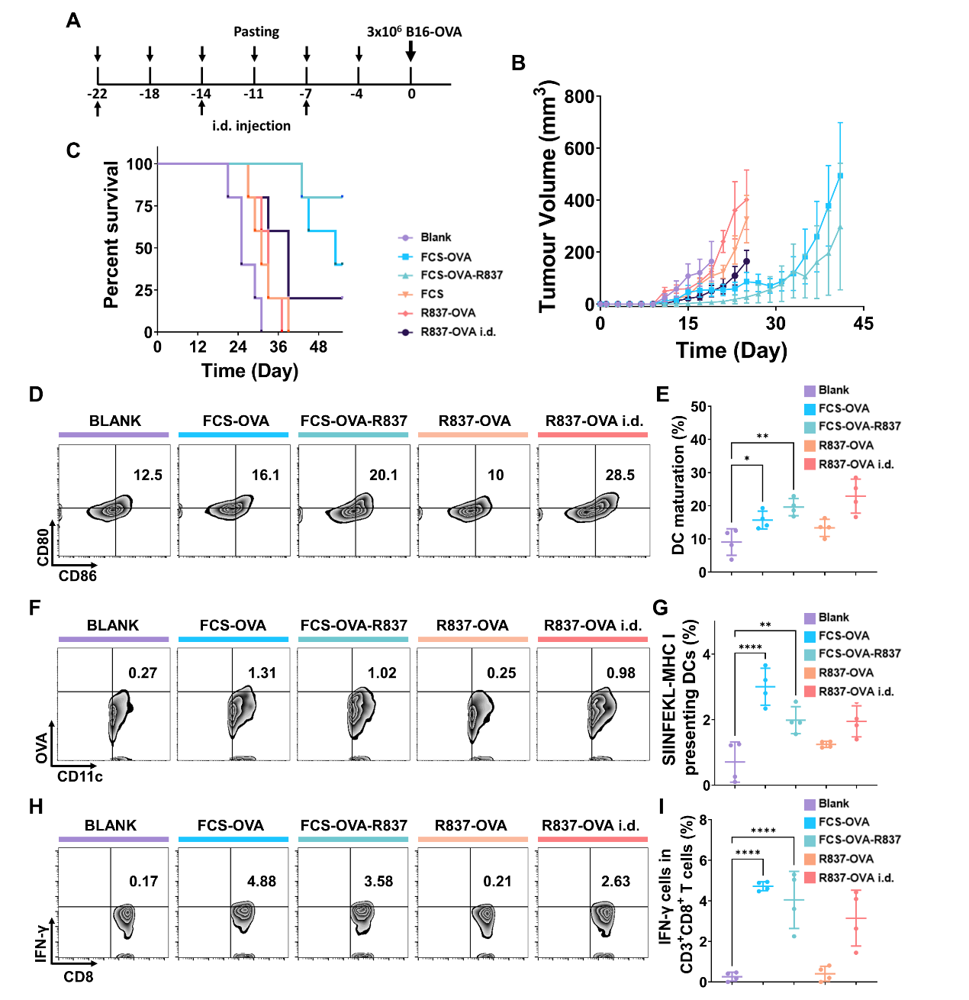 A
Pasting
3x10⁶ B16-OVA
-22 -18 -14 -11 -7 -4 0
i.d. injection
B
Tumour Volume (mm³)
800
600
400
200
0
0 15 30 45
Time (Day)
C
Percent survival
100
75
50
25
0
0 12 24 36 48
Time (Day)
Blank
FCS-OVA
FCS-OVA-R837
FCS
R837-OVA
R837-OVA i.d.
D
BLANK FCS-OVA FCS-OVA-R837 R837-OVA R837-OVA i.d.
12.5 16.1 20.1 10 28.5
CD80
CD86
E
DC maturation (%)
50
40
30
20
10
0
** 
*
Blank
FCS-OVA
FCS-OVA-R837
R837-OVA
R837-OVA i.d.
F
BLANK FCS-OVA FCS-OVA-R837 R837-OVA R837-OVA i.d.
0.27 1.31 1.02 0.25 0.98
OVA
CD11c
G
SIINFEKL-MHC I
presenting DCs (%)
4
2
0
**
****
Blank
FCS-OVA
FCS-OVA-R837
R837-OVA
R837-OVA i.d.
H
BLANK FCS-OVA FCS-OVA-R837 R837-OVA R837-OVA i.d.
0.17 4.88 3.58 0.21 2.63
IFN-γ
CD8
I
IFN-γ cells in
CD3⁺CD8⁺ T cells (%)
8
6
4
2
0
****
****
Blank
FCS-OVA
FCS-OVA-R837
R837-OVA
R837-OVA i.d.